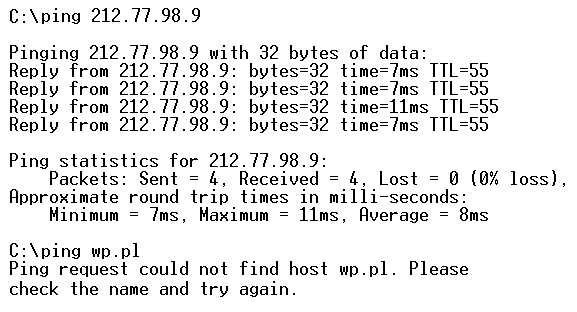 C:\ping 212.77.98.9
Pinging 212.77.98.9 with 32 bytes of data:
Reply from 212.77.98.9: bytes=32 time=7ms TTL=55
Reply from 212.77.98.9: bytes=32 time=7ms TTL=55
Reply from 212.77.98.9: bytes=32 time=11ms TTL=55
Reply from 212.77.98.9: bytes=32 time=7ms TTL=55
Ping statistics for 212.77.98.9:
    Packets: Sent = 4, Received = 4, Lost = 0 (0% loss),
Approximate round trip times in milli-seconds:
    Minimum = 7ms, Maximum = 11ms, Average = 8ms
C:\ping wp.pl
Ping request could not find host wp.pl. Please
check the name and try again.